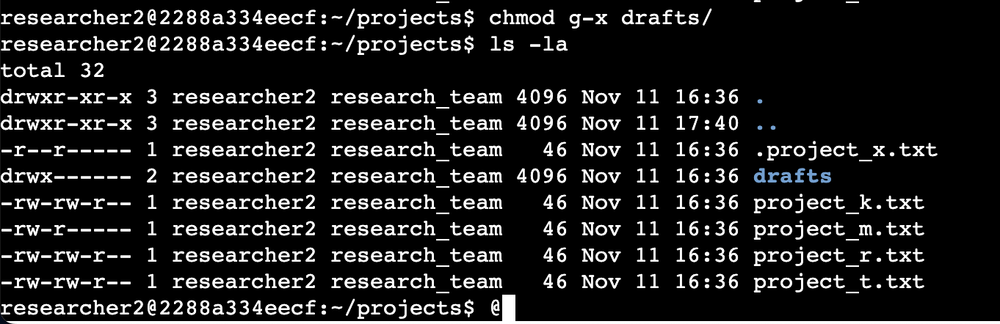 researcher2@2288a334eecf:~/projects$ chmod g-x drafts/
researcher2@2288a334eecf:~/projects$ ls -la
total 32
drwxr-xr-x 3 researcher2 research_team 4096 Nov 11 16:36 .
drwxr-xr-x 3 researcher2 research_team 4096 Nov 11 17:40 ..
-r--r----- 1 researcher2 research_team   46 Nov 11 16:36 .project_x.txt
drwx------ 2 researcher2 research_team 4096 Nov 11 16:36 drafts
-rw-rw-r-- 1 researcher2 research_team   46 Nov 11 16:36 project_k.txt
-rw-r----- 1 researcher2 research_team   46 Nov 11 16:36 project_m.txt
-rw-rw-r-- 1 researcher2 research_team   46 Nov 11 16:36 project_r.txt
-rw-rw-r-- 1 researcher2 research_team   46 Nov 11 16:36 project_t.txt
researcher2@2288a334eecf:~/projects$ @